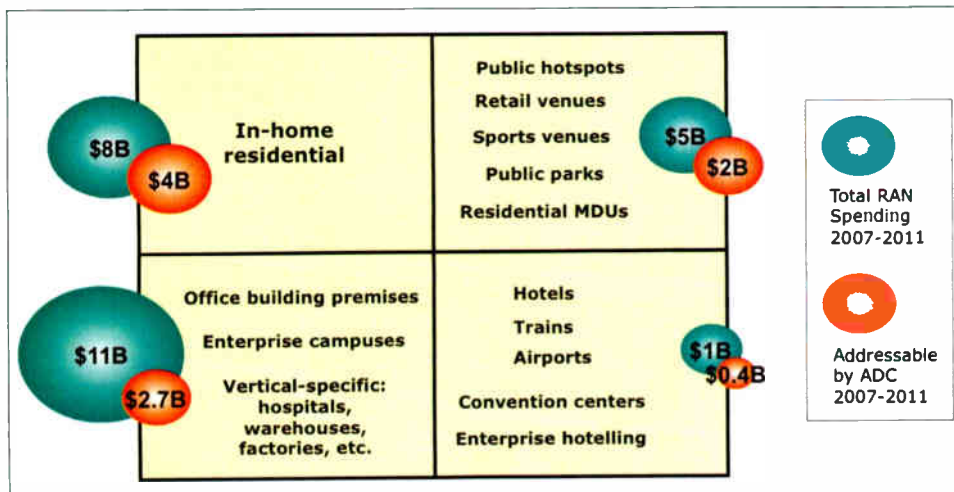 $8B
$4B
In-home
residential
Public hotspots
Retail venues
Sports venues
Public parks
Residential MDUs
$5B
$2B
$11B
$2.7B
Office building premises
Enterprise campuses
Vertical-specific:
hospitals,
warehouses,
factories, etc.
Hotels
Trains
Airports
Convention centers
Enterprise hotelling
$1B
$0.4B
Total RAN
Spending
2007-2011
Addressable
by ADC
2007-2011